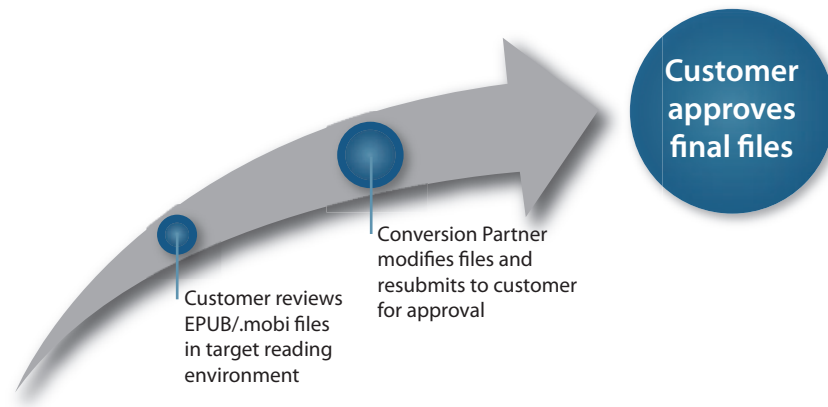 Customer
approves
final files
Conversion Partner
modifies files and
resubmits to customer
for approval
Customer reviews
EPUB/.mobi files
in target reading
environment